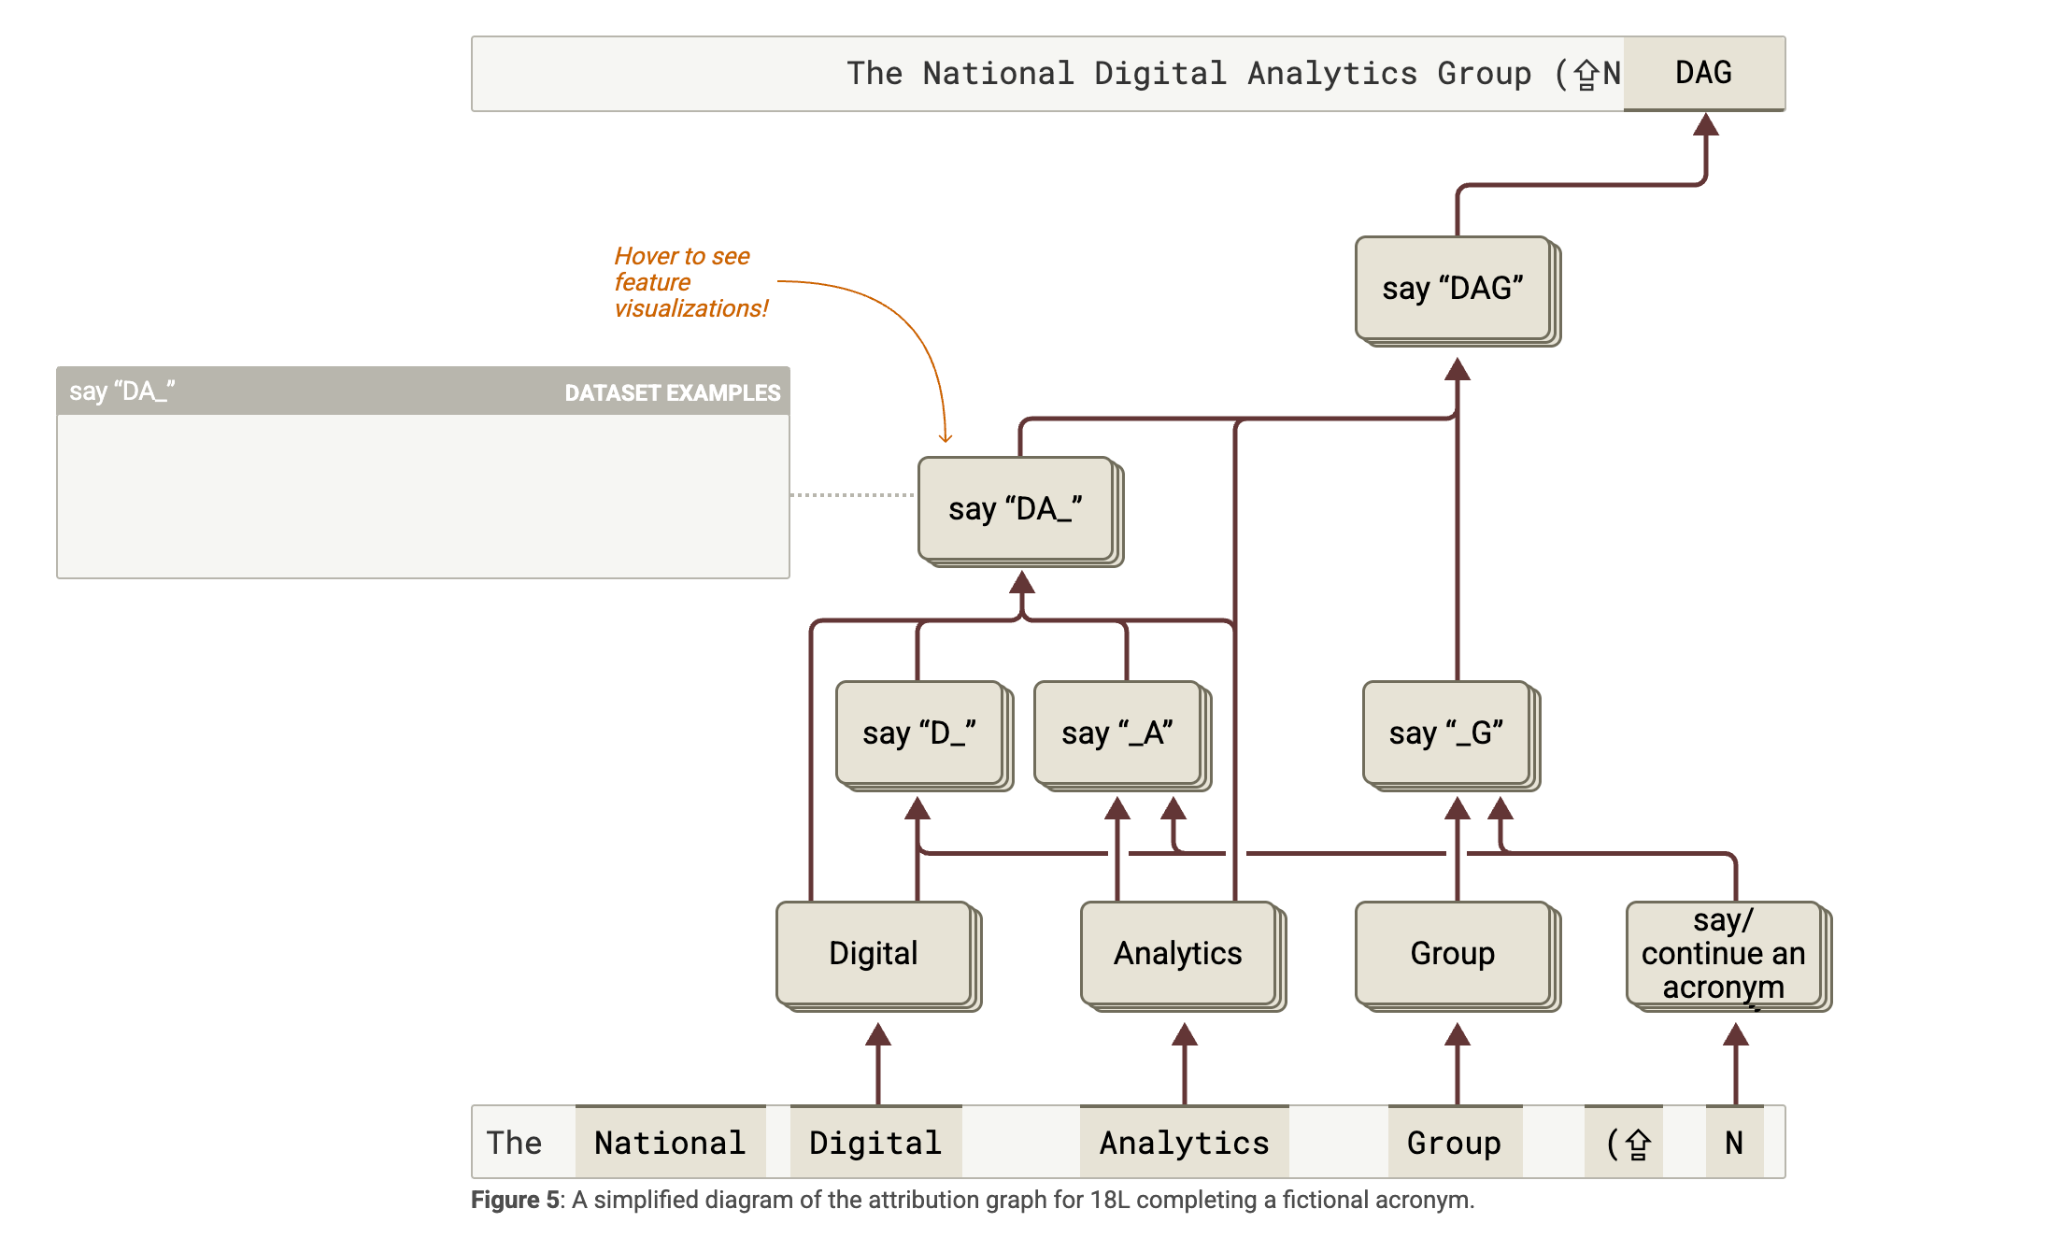 The National Digital Analytics Group (⇪N DAG
Hover to see
feature
visualizations!
say “DAG”
say “DA_” DATASET EXAMPLES
say “DA_”
say “D_” say “_A” say “_G”
Digital Analytics Group say/
continue an
acronym
The National Digital Analytics Group (⇪ N
Figure 5: A simplified diagram of the attribution graph for 18L completing a fictional acronym.